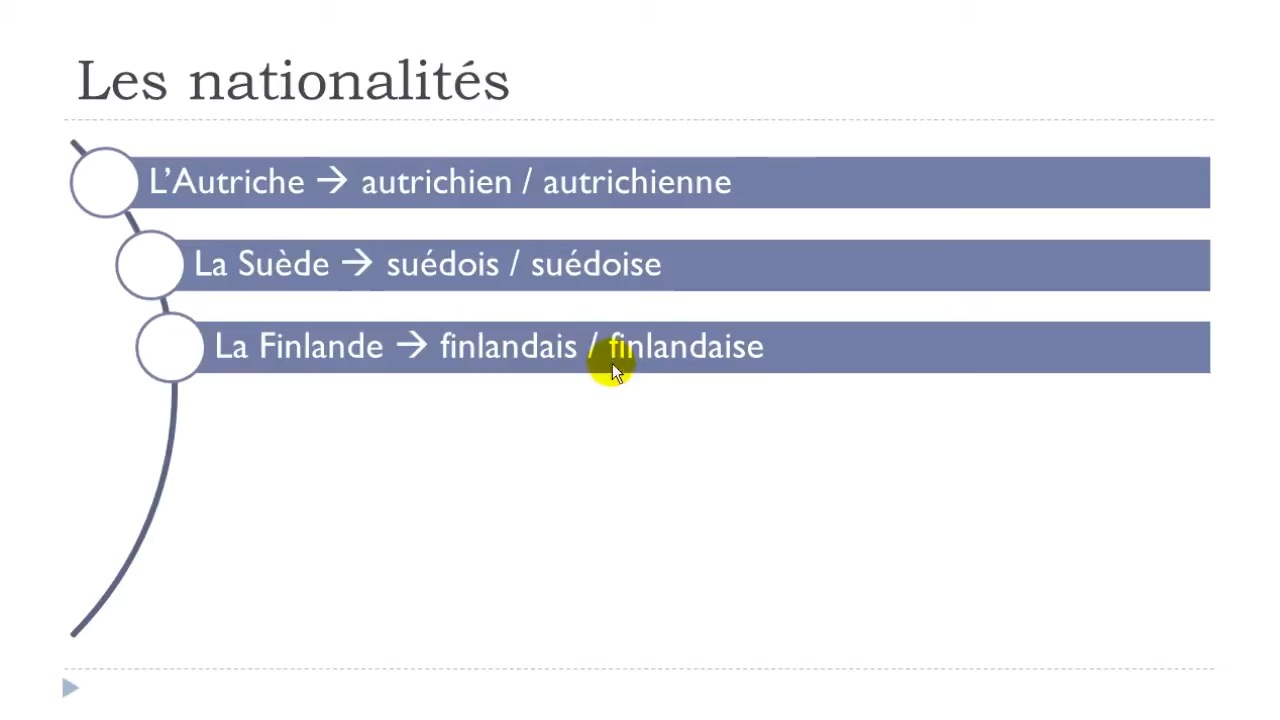 Les nationalités
L’Autriche → autrichien / autrichienne
La Suède → suédois / suédoise
La Finlande → finlandais / finlandaise